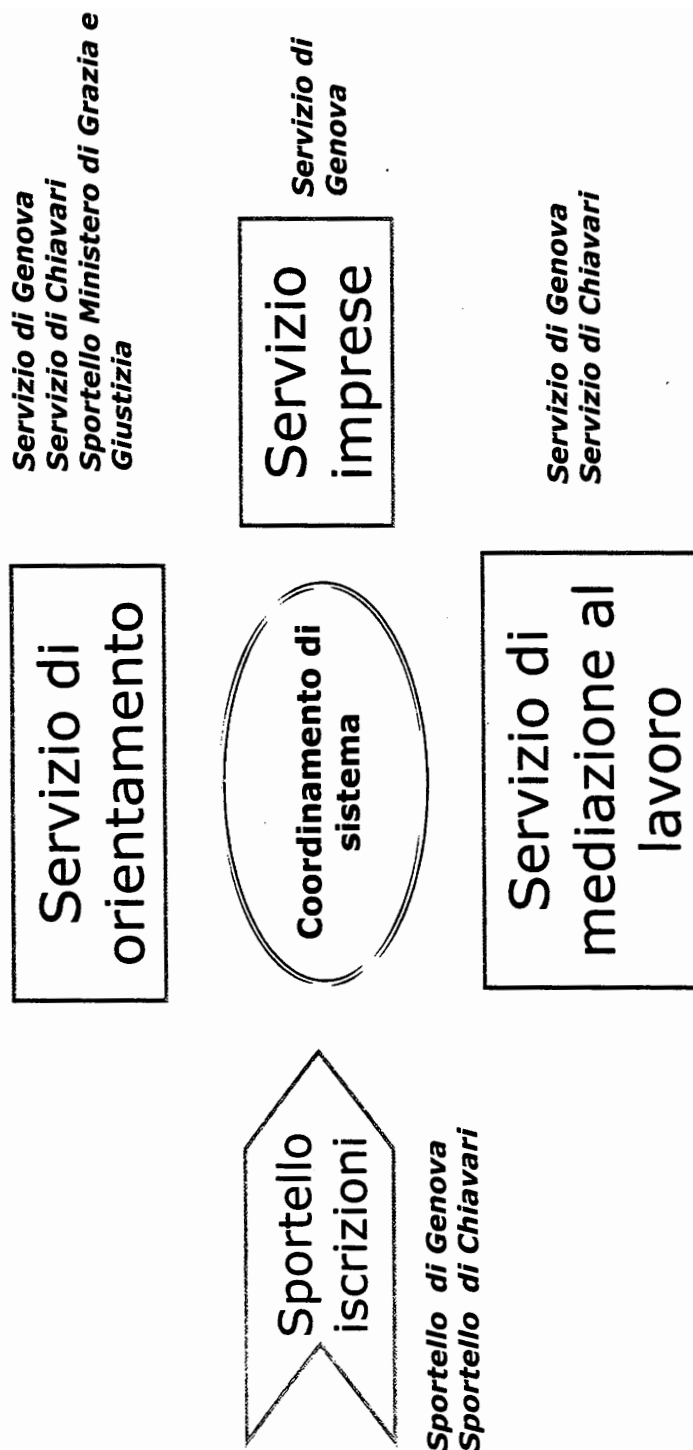 Servizio di
orientamento
Servizio di Genova
Servizio di Chiavari
Sportello Ministero di Grazia e
Giustizia
Sportello
iscrizioni
Sportello di Genova
Sportello di Chiavari
Coordinamento di
sistema
Servizio
imprese
Servizio di
Genova
Servizio di
mediazione al
lavoro
Servizio di Genova
Servizio di Chiavari